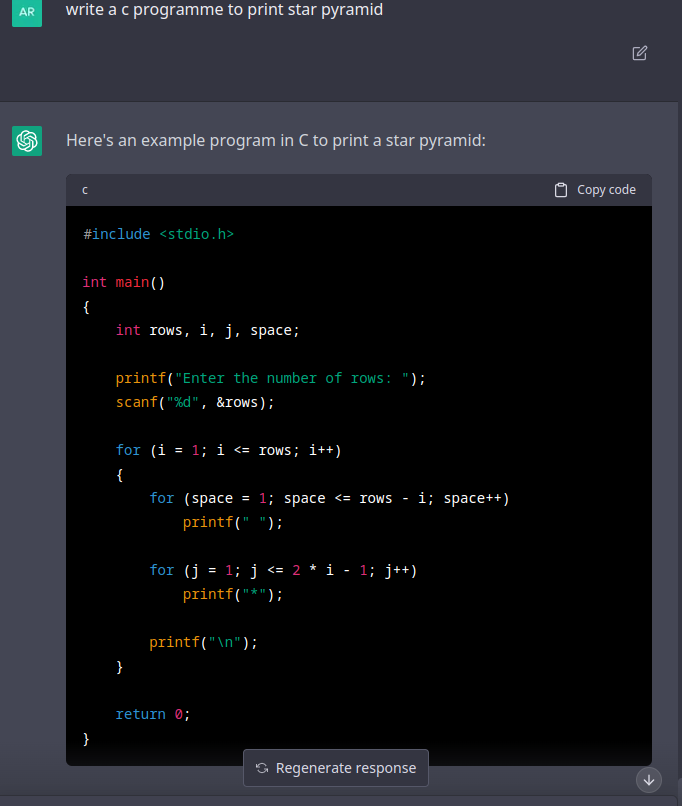 AR
write a c programme to print star pyramid
Here's an example program in C to print a star pyramid:
c
Copy code
#include <stdio.h>
int main()
{
    int rows, i, j, space;
    printf("Enter the number of rows: ");
    scanf("%d", &rows);
    for (i = 1; i <= rows; i++)
    {
        for (space = 1; space <= rows - i; space++)
            printf(" ");
        for (j = 1; j <= 2 * i - 1; j++)
            printf("*");
        printf("\n");
    }
    return 0;
}
Regenerate response